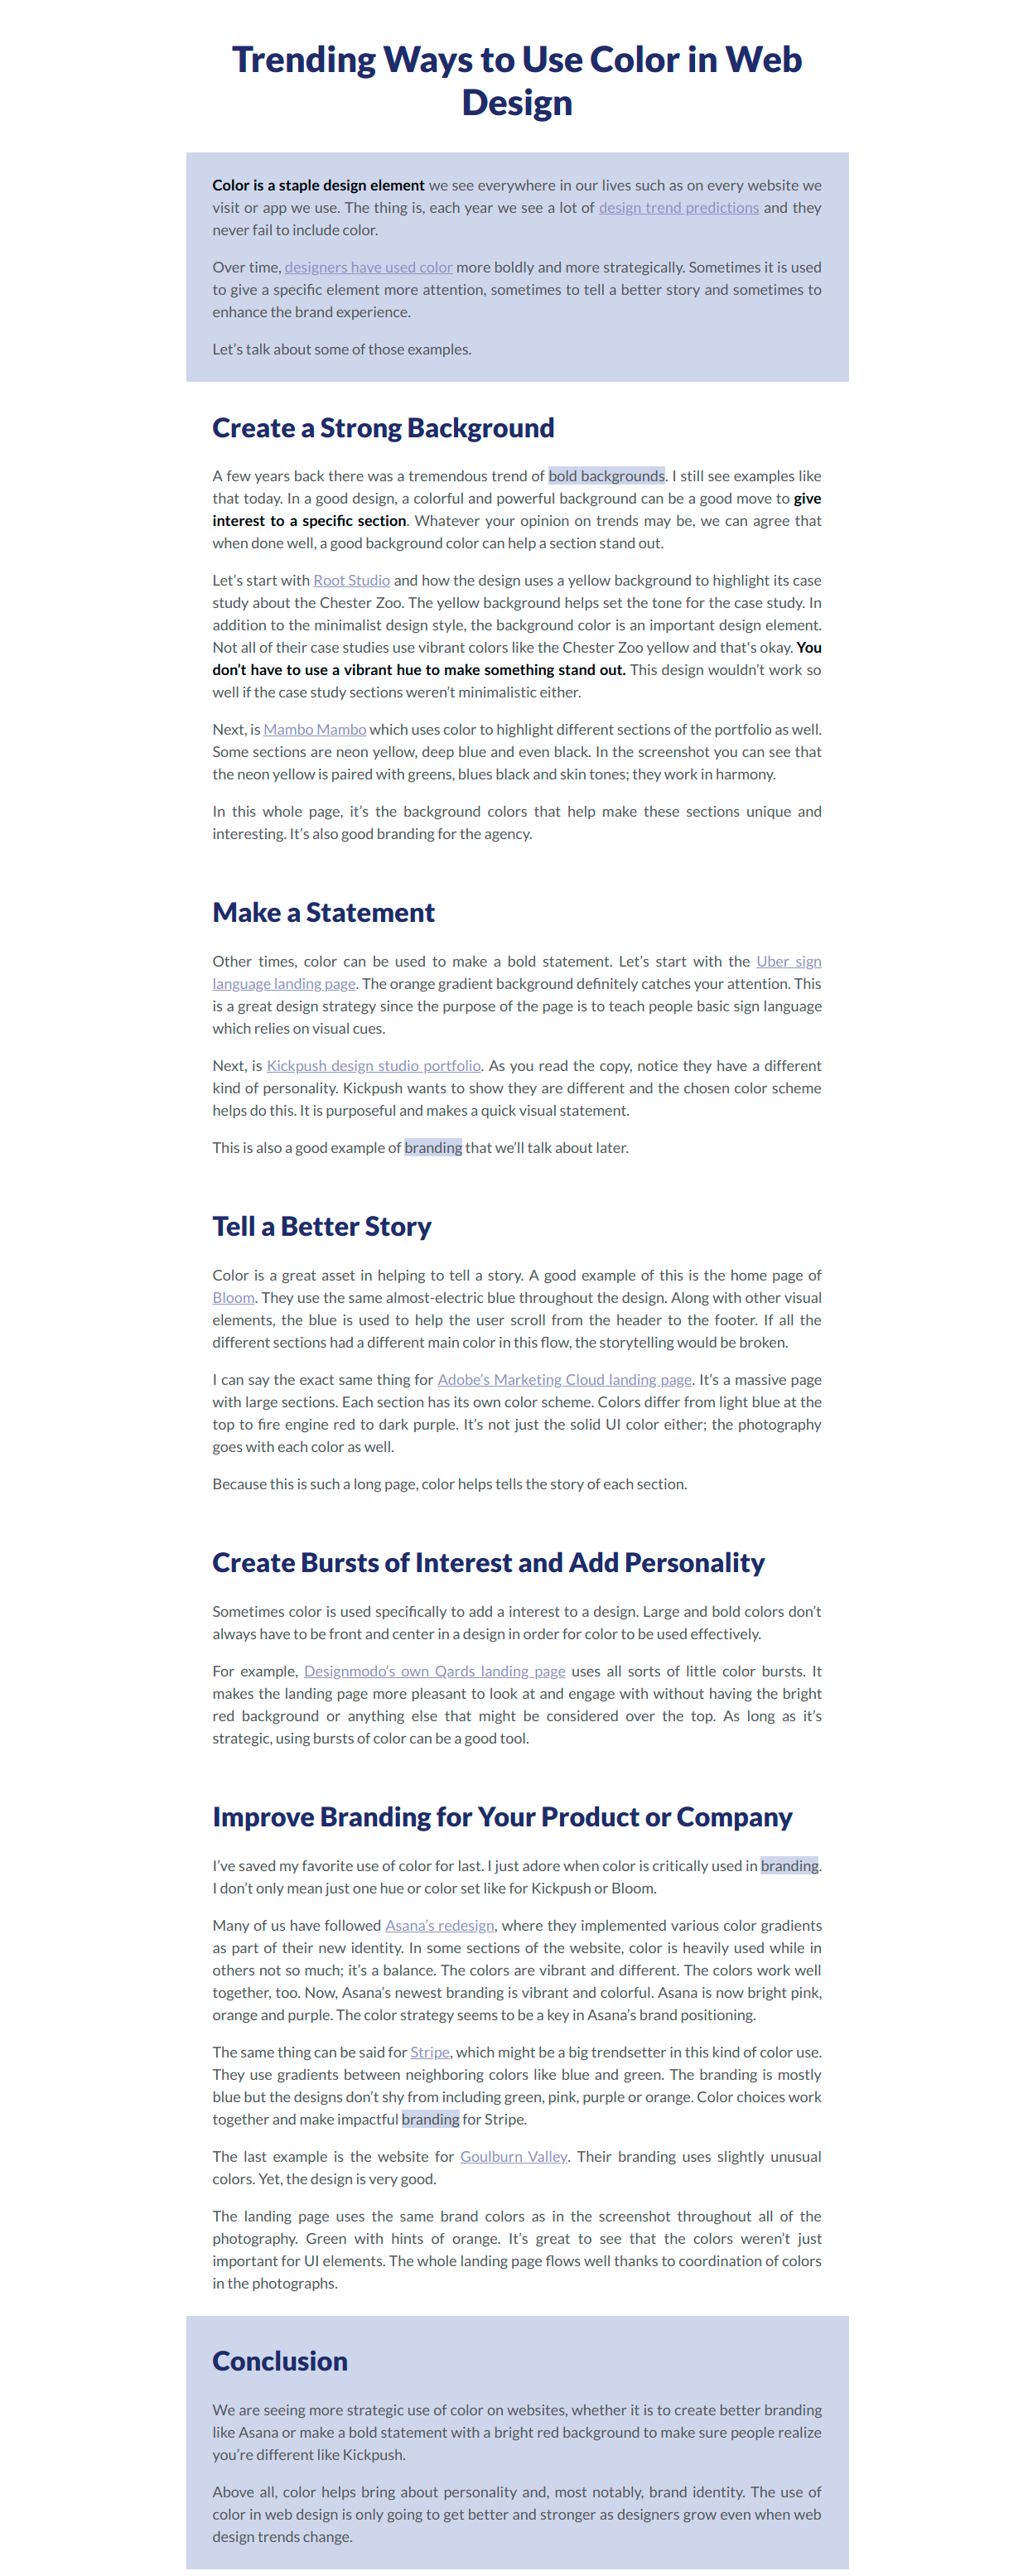 Trending Ways to Use Color in Web
Design
Color is a staple design element we see everywhere in our lives such as on every website we
visit or app we use. The thing is, each year we see a lot of design trend predictions and they
never fail to include color.
Over time, designers have used color more boldly and more strategically. Sometimes it is used
to give a specific element more attention, sometimes to tell a better story and sometimes to
enhance the brand experience.
Let’s talk about some of those examples.
Create a Strong Background
A few years back there was a tremendous trend of bold backgrounds. I still see examples like
that today. In a good design, a colorful and powerful background can be a good move to give
interest to a specific section. Whatever your opinion on trends may be, we can agree that
when done well, a good background color can help a section stand out.
Let’s start with Root Studio and how the design uses a yellow background to highlight its case
study about the Chester Zoo. The yellow background helps set the tone for the case study. In
addition to the minimalist design style, the background color is an important design element.
Not all of their case studies use vibrant colors like the Chester Zoo yellow and that's okay. You
don’t have to use a vibrant hue to make something stand out. This design wouldn’t work so
well if the case study sections weren’t minimalistic either.
Next, is Mambo Mambo which uses color to highlight different sections of the portfolio as well.
Some sections are neon yellow, deep blue and even black. In the screenshot you can see that
the neon yellow is paired with greens, blues black and skin tones; they work in harmony.
In this whole page, it’s the background colors that help make these sections unique and
interesting. It’s also good branding for the agency.
Make a Statement
Other times, color can be used to make a bold statement. Let’s start with the Uber sign
language landing page. The orange gradient background definitely catches your attention. This
is a great design strategy since the purpose of the page is to teach people basic sign language
which relies on visual cues.
Next, is Kickpush design studio portfolio. As you read the copy, notice they have a different
kind of personality. Kickpush wants to show they are different and the chosen color scheme
helps do this. It is purposeful and makes a quick visual statement.
This is also a good example of branding that we’ll talk about later.
Tell a Better Story
Color is a great asset in helping to tell a story. A good example of this is the home page of
Bloom. They use the same almost-electric blue throughout the design. Along with other visual
elements, the blue is used to help the user scroll from the header to the footer. If all the
different sections had a different main color in this flow, the storytelling would be broken.
I can say the exact same thing for Adobe’s Marketing Cloud landing page. It’s a massive page
with large sections. Each section has its own color scheme. Colors differ from light blue at the
top to fire engine red to dark purple. It’s not just the solid UI color either; the photography
goes with each color as well.
Because this is such a long page, color helps tells the story of each section.
Create Bursts of Interest and Add Personality
Sometimes color is used specifically to add a interest to a design. Large and bold colors don’t
always have to be front and center in a design in order for color to be used effectively.
For example, Designmodo’s own Qards landing page uses all sorts of little color bursts. It
makes the landing page more pleasant to look at and engage with without having the bright
red background or anything else that might be considered over the top. As long as it’s
strategic, using bursts of color can be a good tool.
Improve Branding for Your Product or Company
I’ve saved my favorite use of color for last. I just adore when color is critically used in branding.
I don’t only mean just one hue or color set like for Kickpush or Bloom.
Many of us have followed Asana’s redesign, where they implemented various color gradients
as part of their new identity. In some sections of the website, color is heavily used while in
others not so much; it’s a balance. The colors are vibrant and different. The colors work well
together, too. Now, Asana’s newest branding is vibrant and colorful. Asana is now bright pink,
orange and purple. The color strategy seems to be a key in Asana’s brand positioning.
The same thing can be said for Stripe, which might be a big trendsetter in this kind of color use.
They use gradients between neighboring colors like blue and green. The branding is mostly
blue but the designs don’t shy from including green, pink, purple or orange. Color choices work
together and make impactful branding for Stripe.
The last example is the website for Goulburn Valley. Their branding uses slightly unusual
colors. Yet, the design is very good.
The landing page uses the same brand colors as in the screenshot throughout all of the
photography. Green with hints of orange. It’s great to see that the colors weren’t just
important for UI elements. The whole landing page flows well thanks to coordination of colors
in the photographs.
Conclusion
We are seeing more strategic use of color on websites, whether it is to create better branding
like Asana or make a bold statement with a bright red background to make sure people realize
you’re different like Kickpush.
Above all, color helps bring about personality and, most notably, brand identity. The use of
color in web design is only going to get better and stronger as designers grow even when web
design trends change.